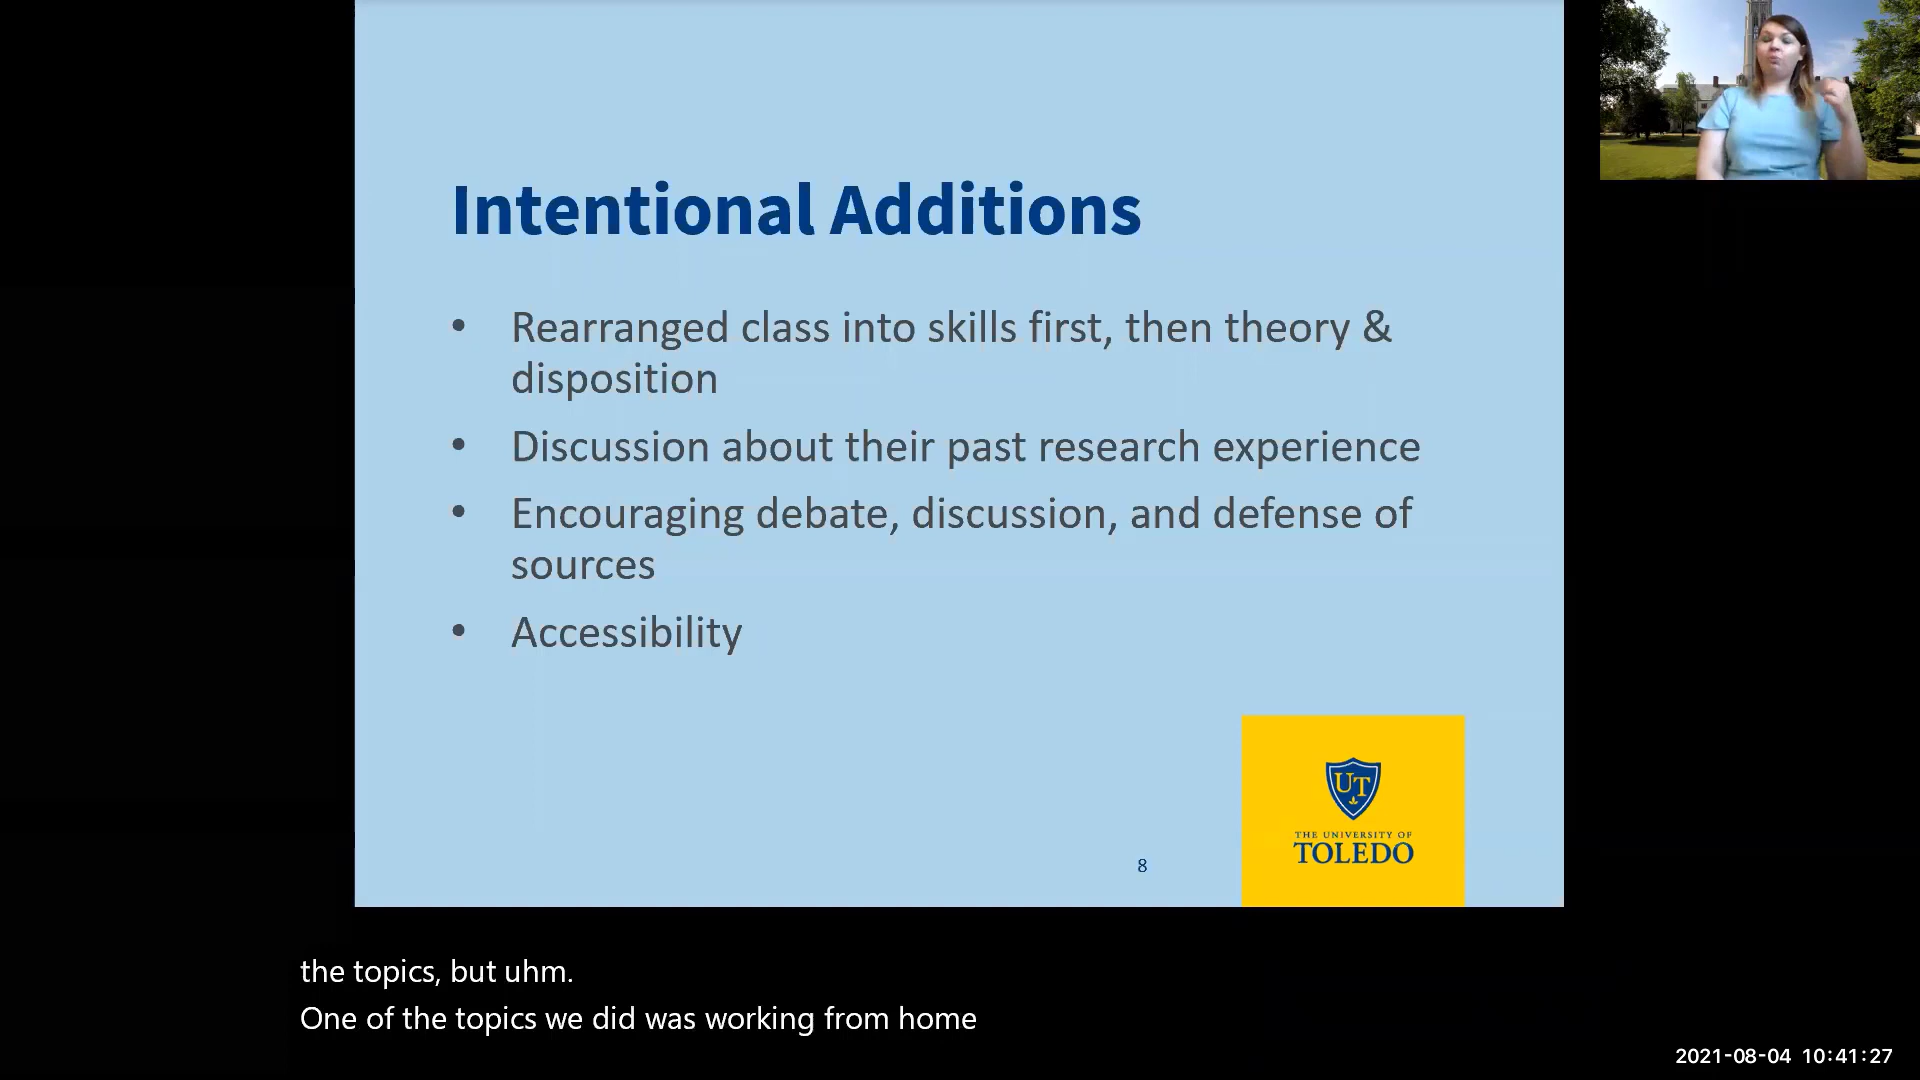 Intentional Additions
• Rearranged class into skills first, then theory &
disposition
• Discussion about their past research experience
• Encouraging debate, discussion, and defense of
sources
• Accessibility
UT
THE UNIVERSITY OF
TOLEDO
8
the topics, but uhm.
One of the topics we did was working from home
2021-08-04 10:41:27